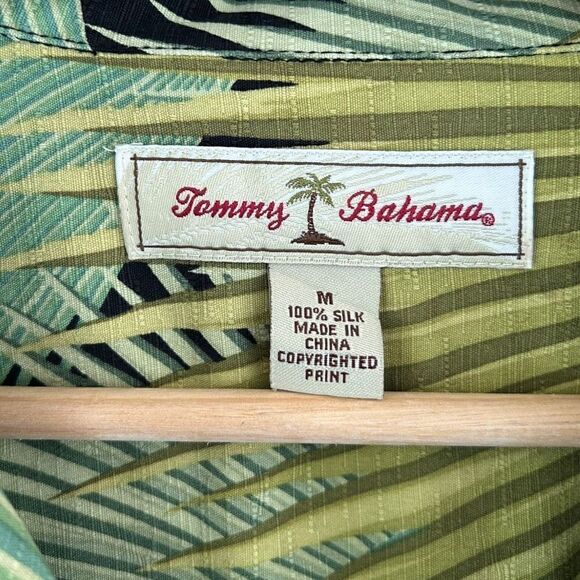 Tommy Bahama®
M
100% SILK
MADE IN
CHINA
COPYRIGHTED
PRINT